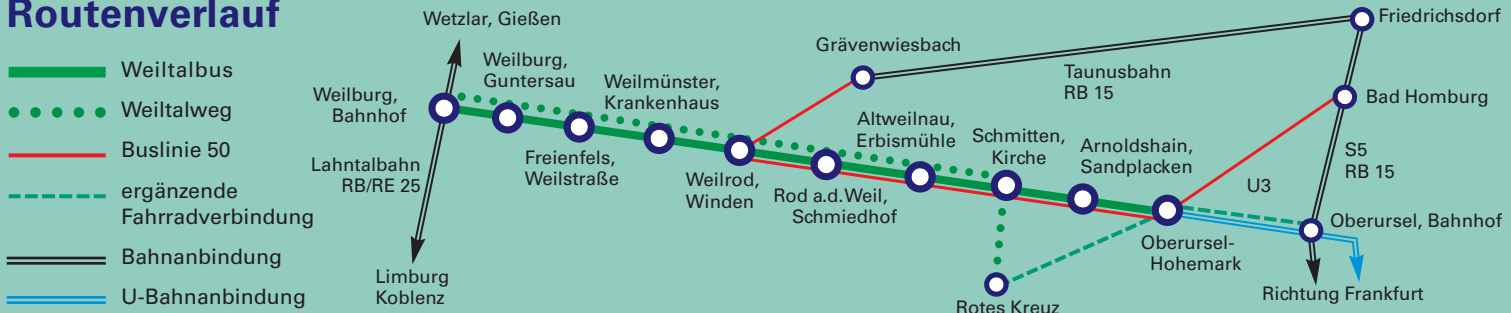 Routenverlauf
Weiltalbus
Weiltalweg
Buslinie 50
ergänzende
Fahrradverbindung
Bahnanbindung
U-Bahnanbindung
Wetzlar, Gießen
Weilburg,
Bahnhof
Lahntalbahn
RB/RE 25
Limburg
Koblenz
Weilburg,
Guntersau
Freienfels,
Weilstraße
Weilmünster,
Krankenhaus
Weilrod,
Winden
Grävenwiesbach
Rod a.d.Weil,
Schmiedhof
Altweilnau,
Erbismühle
Schmitten,
Kirche
Rotes Kreuz
Arnoldshain,
Sandplacken
Oberursel-
Hohemark
Taunusbahn
RB 15
Friedrichsdorf
Bad Homburg
S5
RB 15
U3
Oberursel, Bahnhof
Richtung Frankfurt